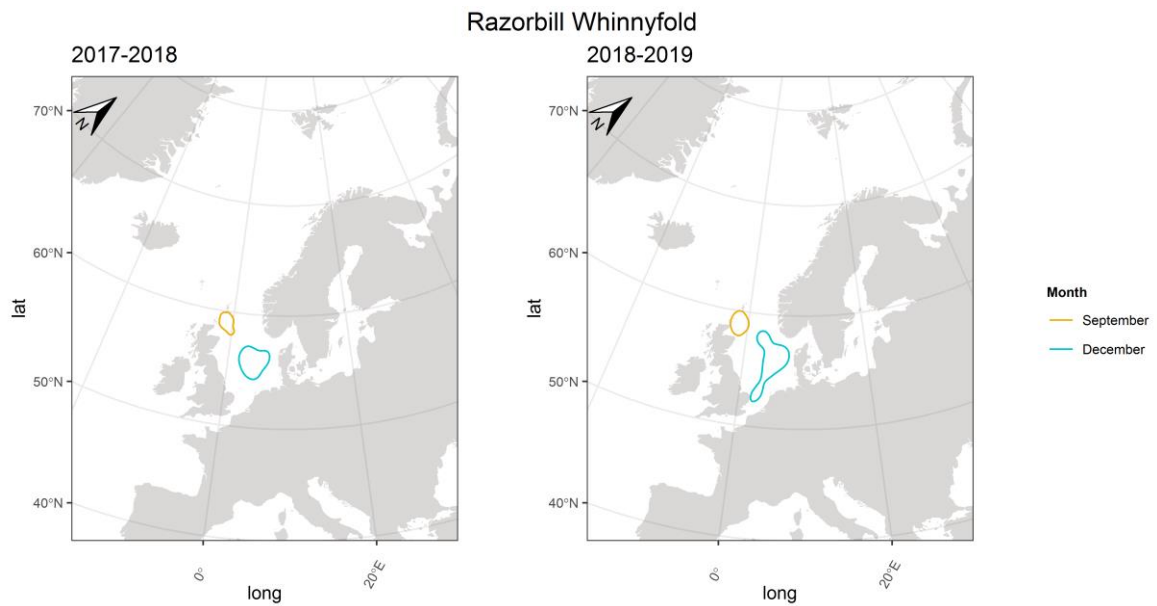 Razorbill Whinnyfold
2017-2018
70°N
60°N
50°N
40°N
lat
N
0°
20°E
long
2018-2019
70°N
60°N
50°N
40°N
lat
N
0°
20°E
long
Month
September
December